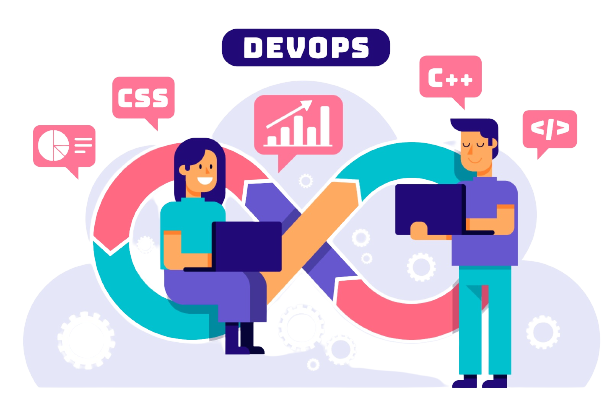 DEVOPS
C++
CSS
</>